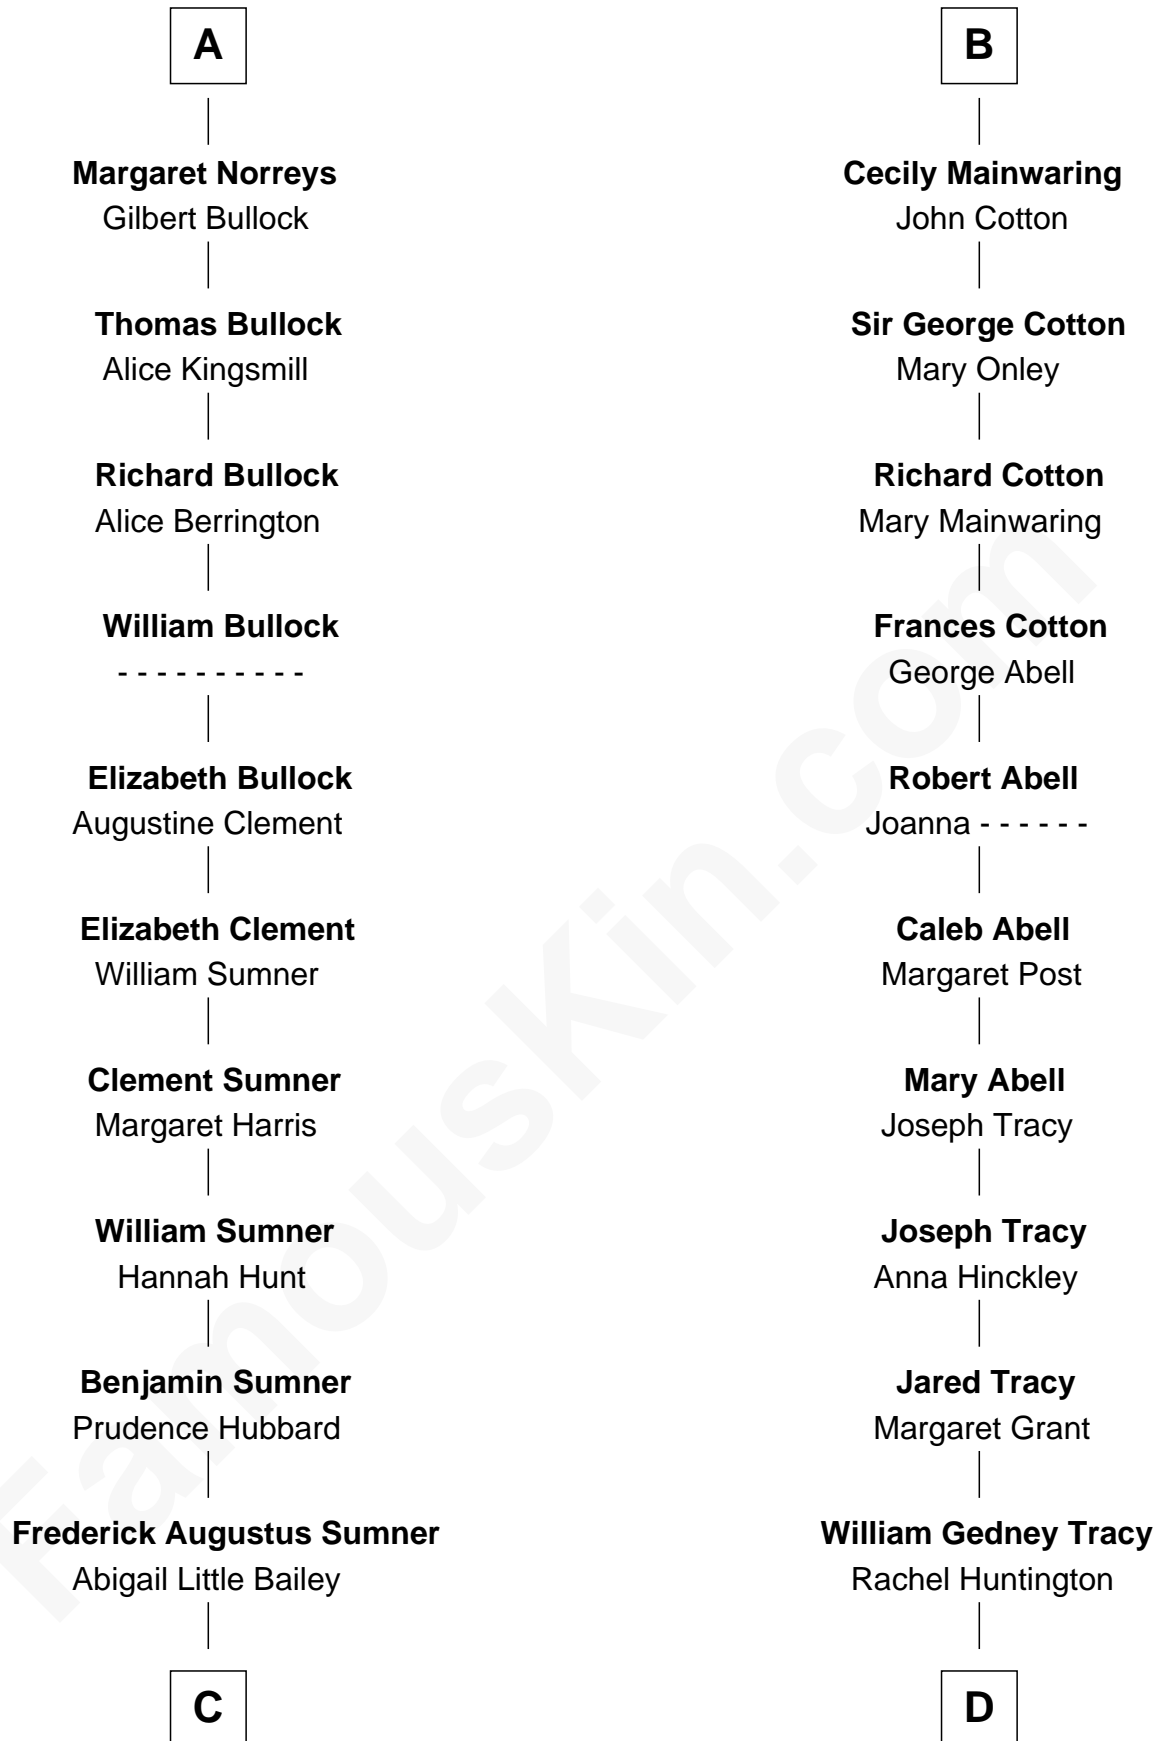 A
Margaret Norreys
Gilbert Bullock
Thomas Bullock
Alice Kingsmill
Richard Bullock
Alice Berrington
William Bullock
- - - - - - - - - -
Elizabeth Bullock
Augustine Clement
Elizabeth Clement
William Sumner
Clement Sumner
Margaret Harris
William Sumner
Hannah Hunt
Benjamin Sumner
Prudence Hubbard
Frederick Augustus Sumner
Abigail Little Bailey
C
B
Cecily Mainwaring
John Cotton
Sir George Cotton
Mary Onley
Richard Cotton
Mary Mainwaring
Frances Cotton
George Abell
Robert Abell
Joanna - - - - - -
Caleb Abell
Margaret Post
Mary Abell
Joseph Tracy
Joseph Tracy
Anna Hinckley
Jared Tracy
Margaret Grant
William Gedney Tracy
Rachel Huntington
D
FamousKin.com